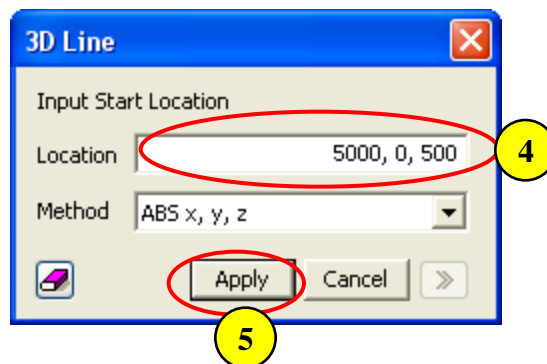 3D Line
Input Start Location
Location 5000, 0, 500
4
Method ABS x, y, z
Apply Cancel
5